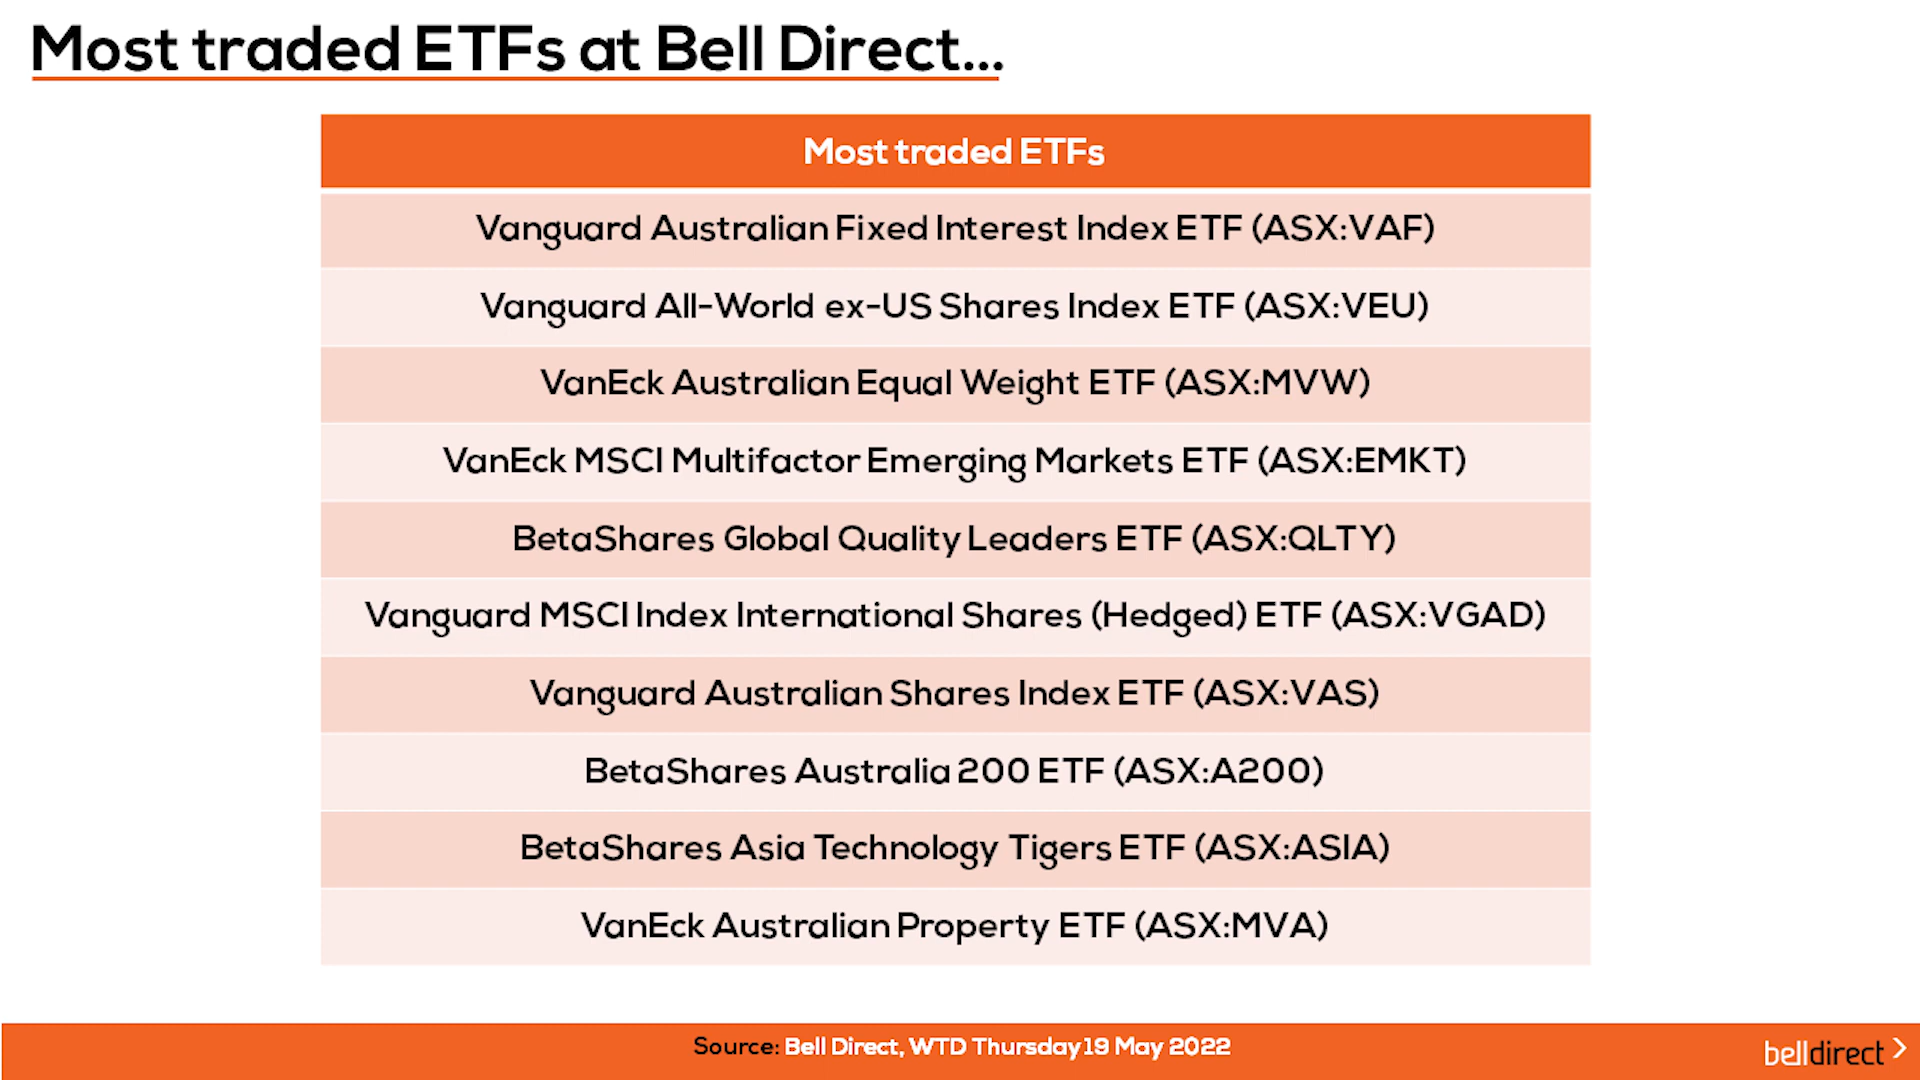 Most traded ETFs at Bell Direct...
Most traded ETFs
Vanguard Australian Fixed Interest Index ETF (ASX:VAF)
Vanguard All-World ex-US Shares Index ETF (ASX:VEU)
VanEck Australian Equal Weight ETF (ASX:MVW)
VanEck MSCI Multifactor Emerging Markets ETF (ASX:EMKT)
BetaShares Global Quality Leaders ETF (ASX:QLTY)
Vanguard MSCI Index International Shares (Hedged) ETF (ASX:VGAD)
Vanguard Australian Shares Index ETF (ASX:VAS)
BetaShares Australia 200 ETF (ASX:A200)
BetaShares Asia Technology Tigers ETF (ASX:ASIA)
VanEck Australian Property ETF (ASX:MVA)
Source: Bell Direct, WTD Thursday 19 May 2022
belldirect